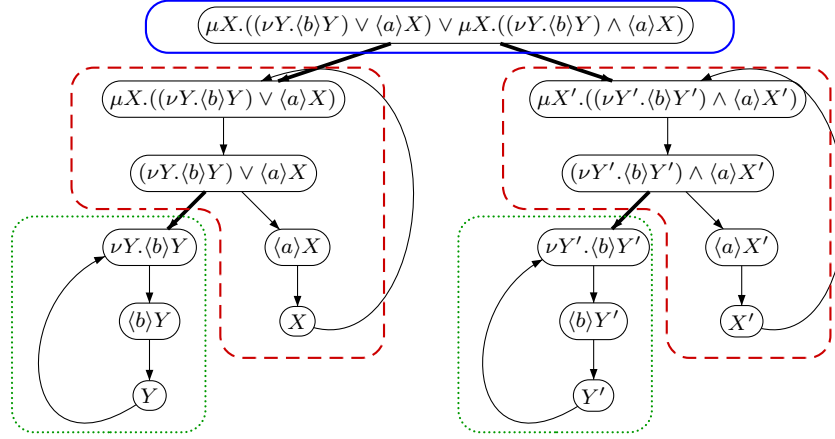 μX.((νY.⟨b⟩Y) ∨ ⟨a⟩X) ∨ μX.((νY.⟨b⟩Y) ∧ ⟨a⟩X)
μX.((νY.⟨b⟩Y) ∨ ⟨a⟩X)
μX′.((νY′.⟨b⟩Y′) ∧ ⟨a⟩X′)
(νY.⟨b⟩Y) ∨ ⟨a⟩X
(νY′.⟨b⟩Y′) ∧ ⟨a⟩X′
νY.⟨b⟩Y
⟨a⟩X
νY′.⟨b⟩Y′
⟨a⟩X′
⟨b⟩Y
X
⟨b⟩Y′
X′
Y
Y′